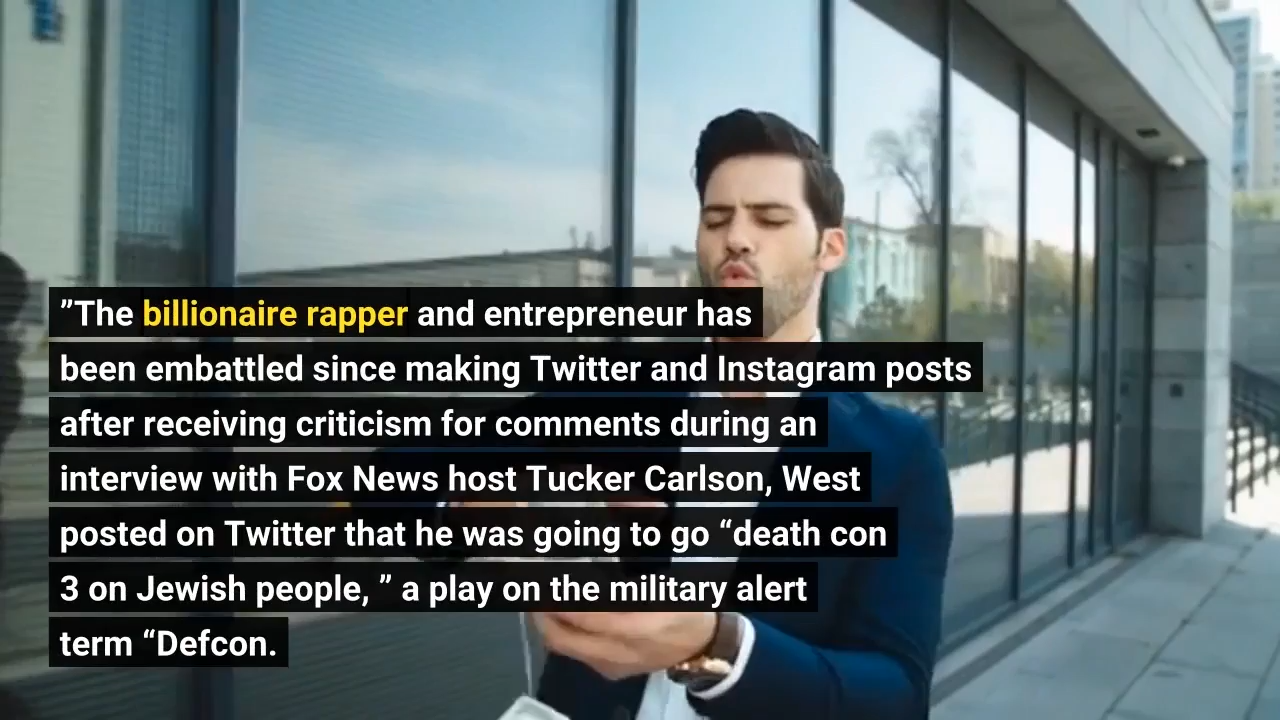 ”The billionaire rapper and entrepreneur has
been embattled since making Twitter and Instagram posts
after receiving criticism for comments during an
interview with Fox News host Tucker Carlson, West
posted on Twitter that he was going to go “death con
3 on Jewish people, ” a play on the military alert
term “Defcon.